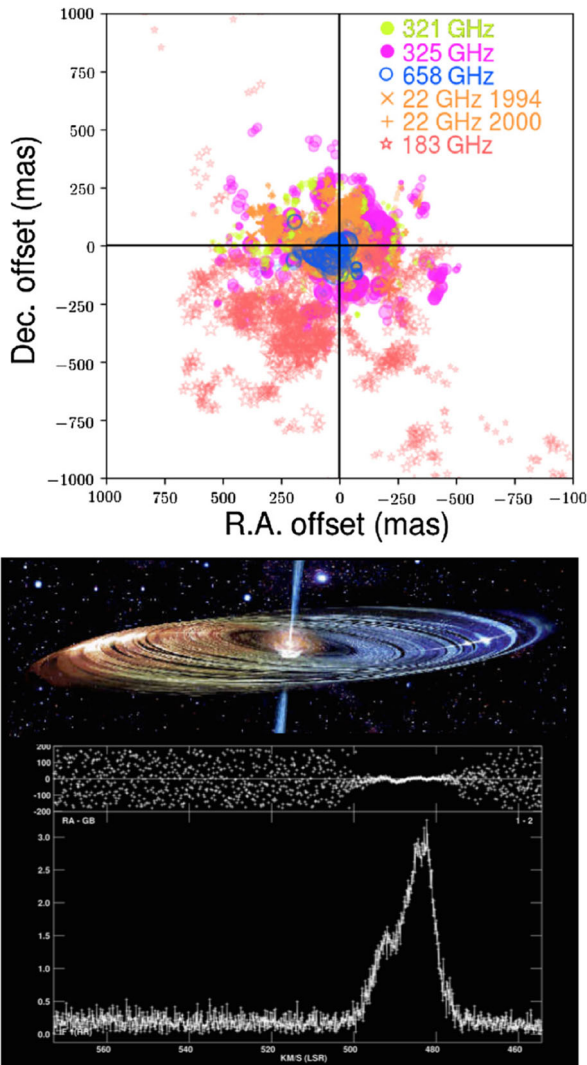 1000
750
500
250
0
−250
−500
−750
−1000
Dec. offset (mas)
321 GHz
325 GHz
658 GHz
22 GHz 1994
22 GHz 2000
183 GHz
1000 750 500 250 0 −250 −500 −750 −100
R.A. offset (mas)
200
100
0
-100
-200
RA - GB 1 - 2
3.0
2.5
2.0
1.5
1.0
0.5
0.0
560 540 520 500 480 460
KM/S (LSR)